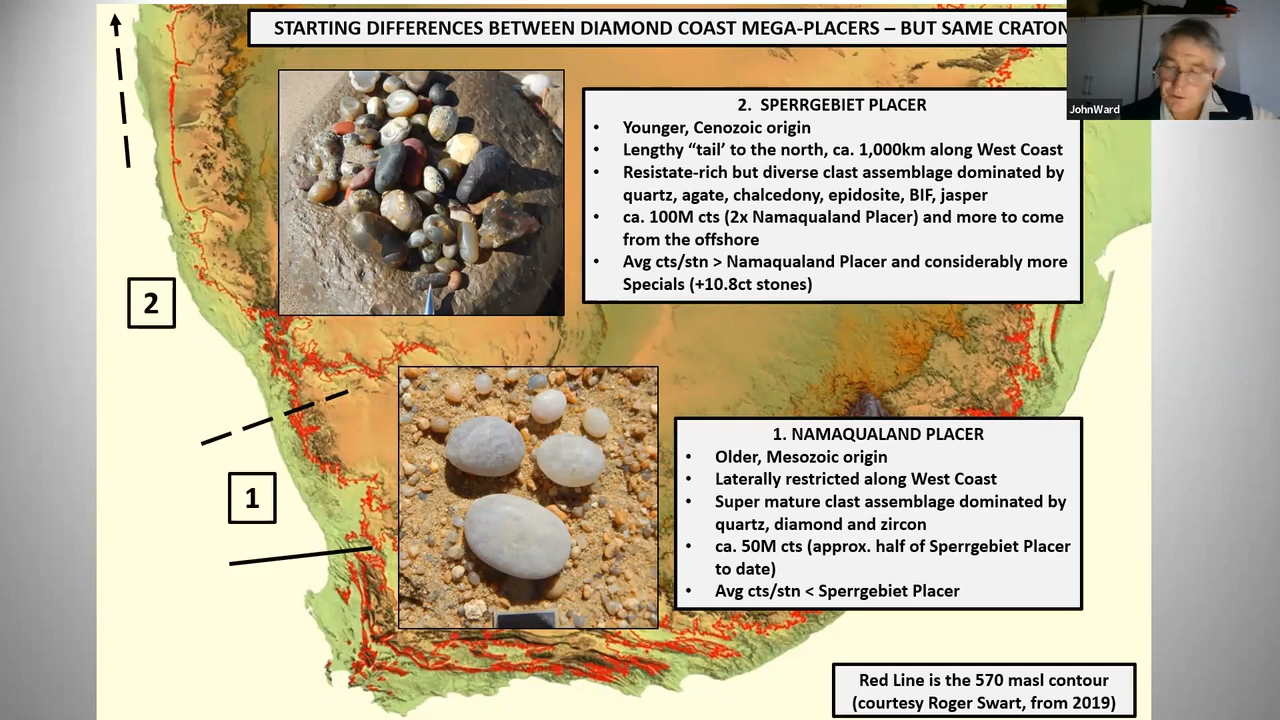 STARTING DIFFERENCES BETWEEN DIAMOND COAST MEGA-PLACERS – BUT SAME CRATON
JohnWard
2. SPERRGEBIET PLACER
• Younger, Cenozoic origin
• Lengthy “tail’ to the north, ca. 1,000km along West Coast
• Resistate-rich but diverse clast assemblage dominated by
quartz, agate, chalcedony, epidosite, BIF, jasper
• ca. 100M cts (2x Namaqualand Placer) and more to come
from the offshore
• Avg cts/stn > Namaqualand Placer and considerably more
Specials (+10.8ct stones)
2
1
1. NAMAQUALAND PLACER
• Older, Mesozoic origin
• Laterally restricted along West Coast
• Super mature clast assemblage dominated by
quartz, diamond and zircon
• ca. 50M cts (approx. half of Sperrgebiet Placer
to date)
• Avg cts/stn < Sperrgebiet Placer
Red Line is the 570 masl contour
(courtesy Roger Swart, from 2019)